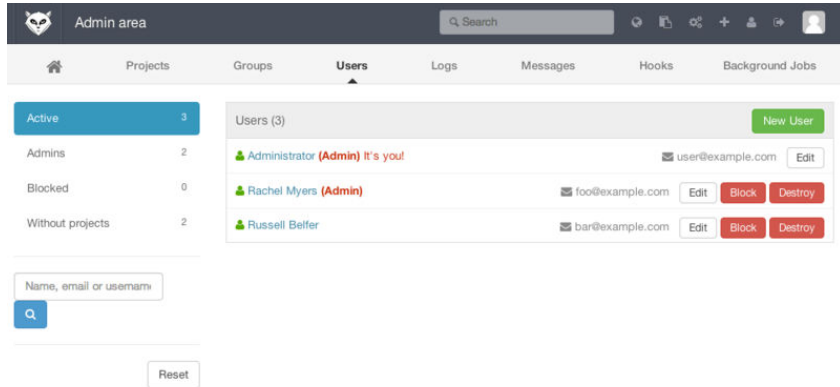 Admin area
Search
Projects
Groups
Users
Logs
Messages
Hooks
Background Jobs
Active 3
Admins 2
Blocked 0
Without projects 2
Name, email or usernam
Reset
Users (3)
New User
Administrator (Admin) It's you! user@example.com Edit
Rachel Myers (Admin) foo@example.com Edit Block Destroy
Russell Belfer bar@example.com Edit Block Destroy